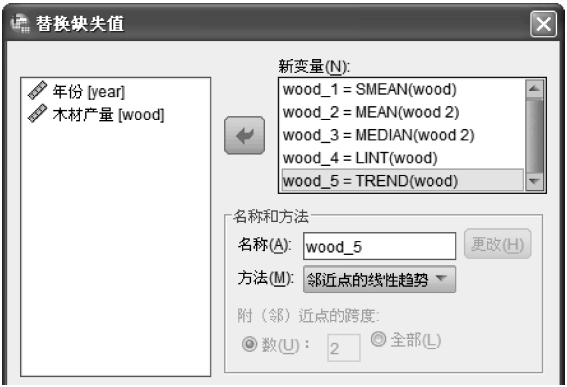 替换缺失值
年份 [year]
木材产量 [wood]
新变量(N):
wood_1 = SMEAN(wood)
wood_2 = MEAN(wood 2)
wood_3 = MEDIAN(wood 2)
wood_4 = LINT(wood)
wood_5 = TREND(wood)
名称和方法
名称(A): wood_5 更改(H)
方法(M): 邻近点的线性趋势
附（邻）近点的跨度:
数(U)： 2 全部(L)